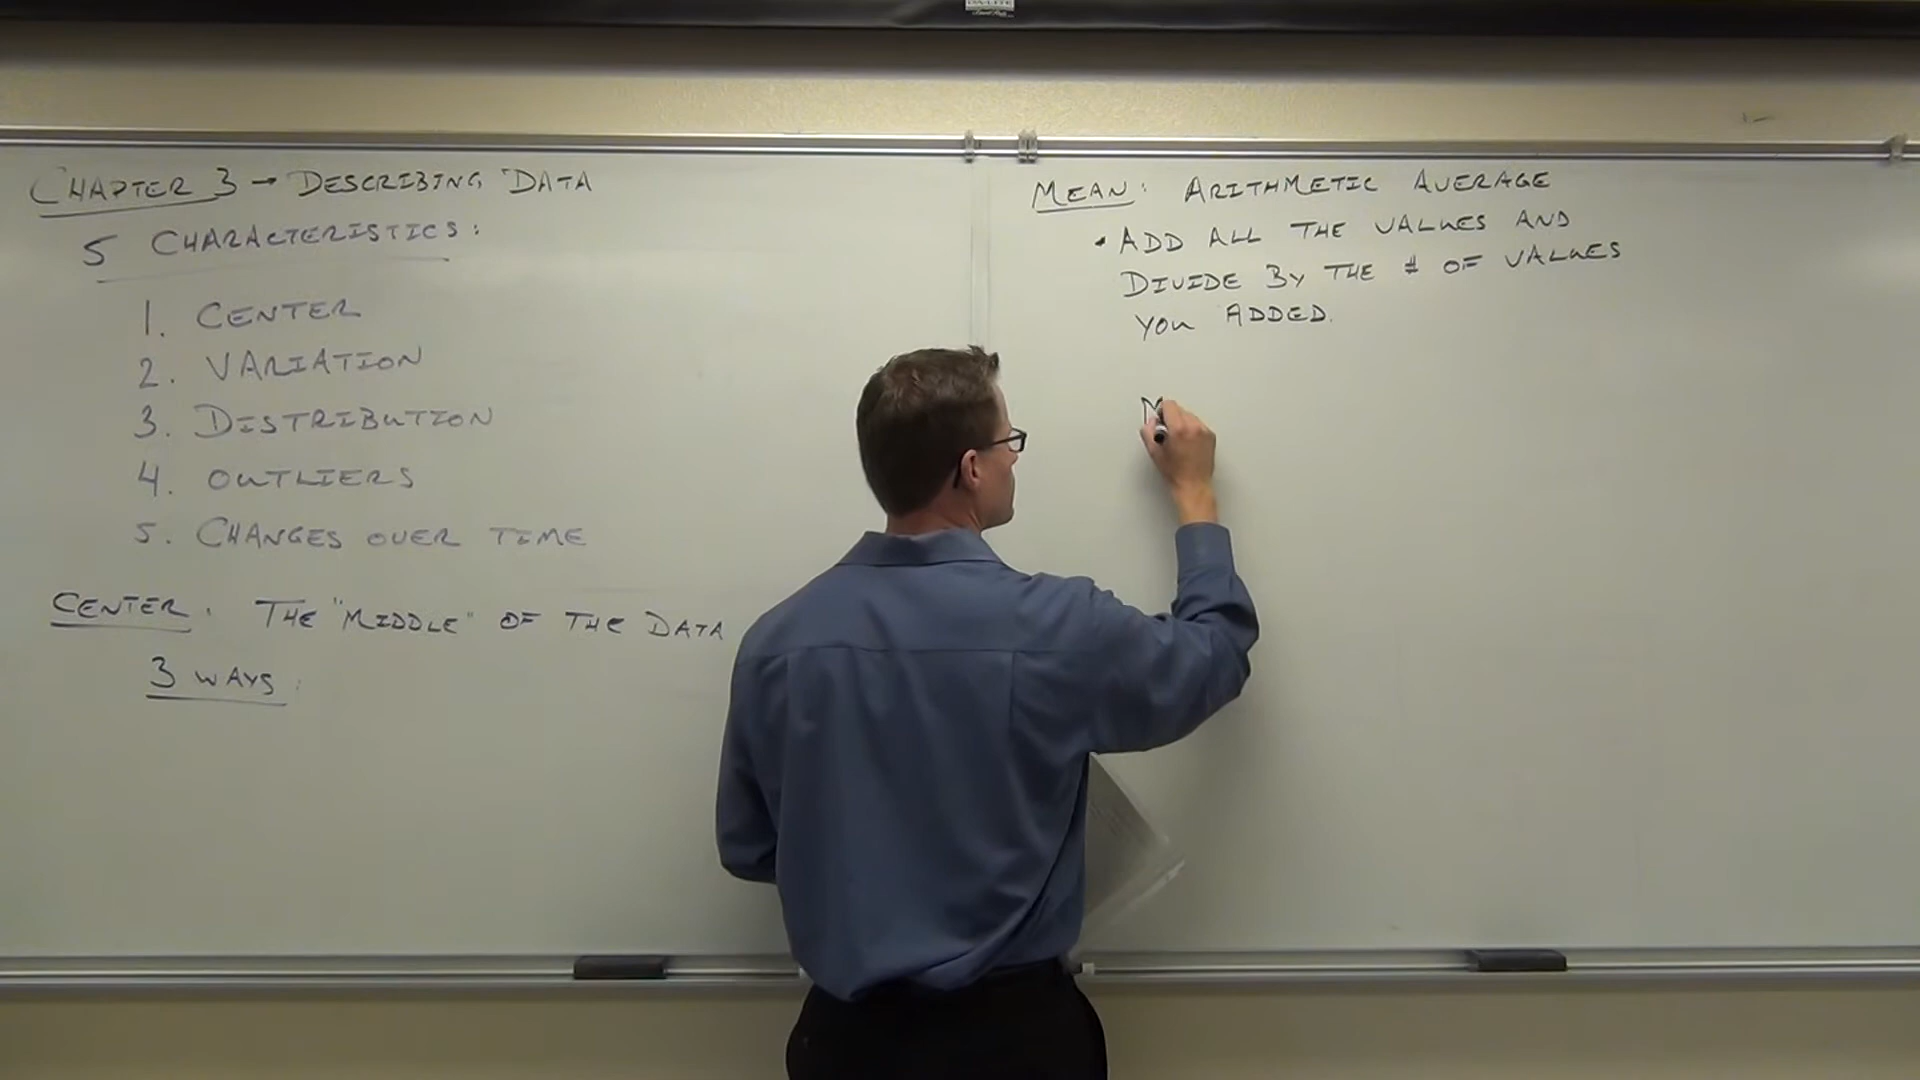 CHAPTER 3 → DESCRIBING DATA
5 CHARACTERISTICS:
1. CENTER
2. VARIATION
3. DISTRIBUTION
4. OUTLIERS
5. CHANGES OVER TIME
CENTER: THE "MIDDLE" OF THE DATA
3 WAYS:
MEAN: ARITHMETIC AVERAGE
• ADD ALL THE VALUES AND
DIVIDE BY THE # OF VALUES
YOU ADDED.
M